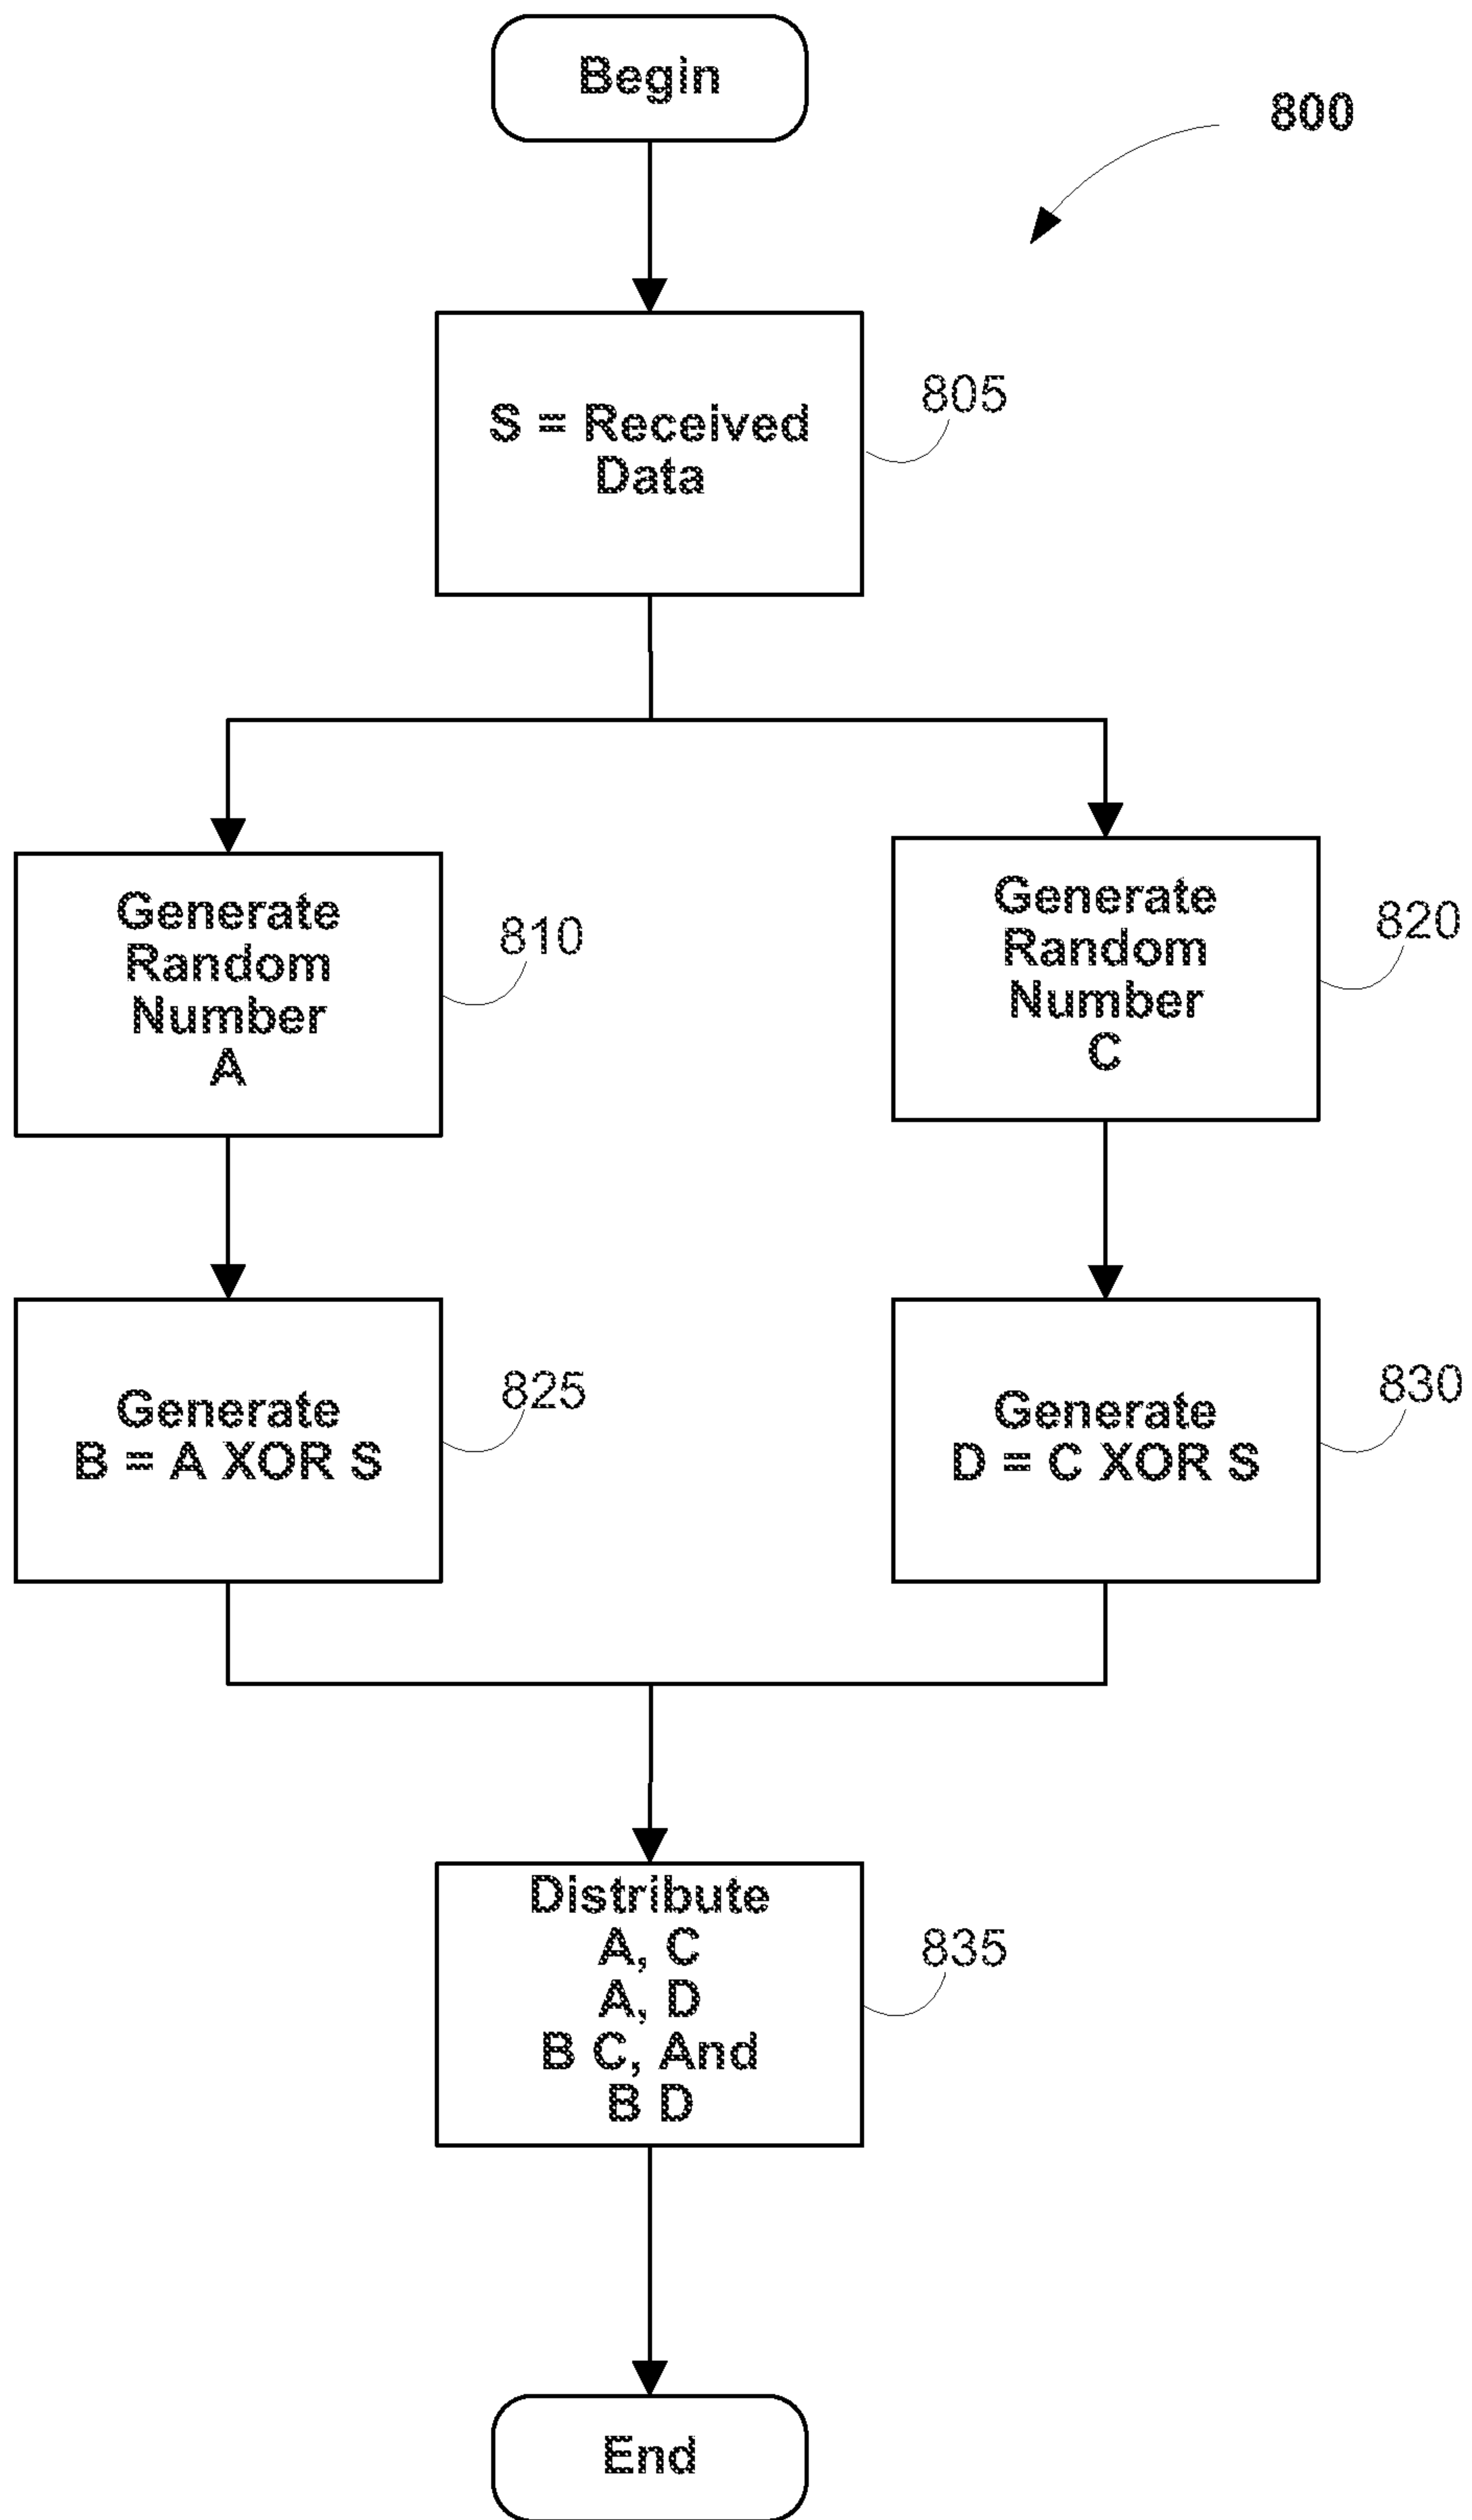 Begin
800
S = Received
Data
805
Generate
Random
Number
A
810
Generate
Random
Number
C
820
Generate
B = A XOR S
825
Generate
D = C XOR S
830
Distribute
A, C
A, D
B C, And
B D
835
End